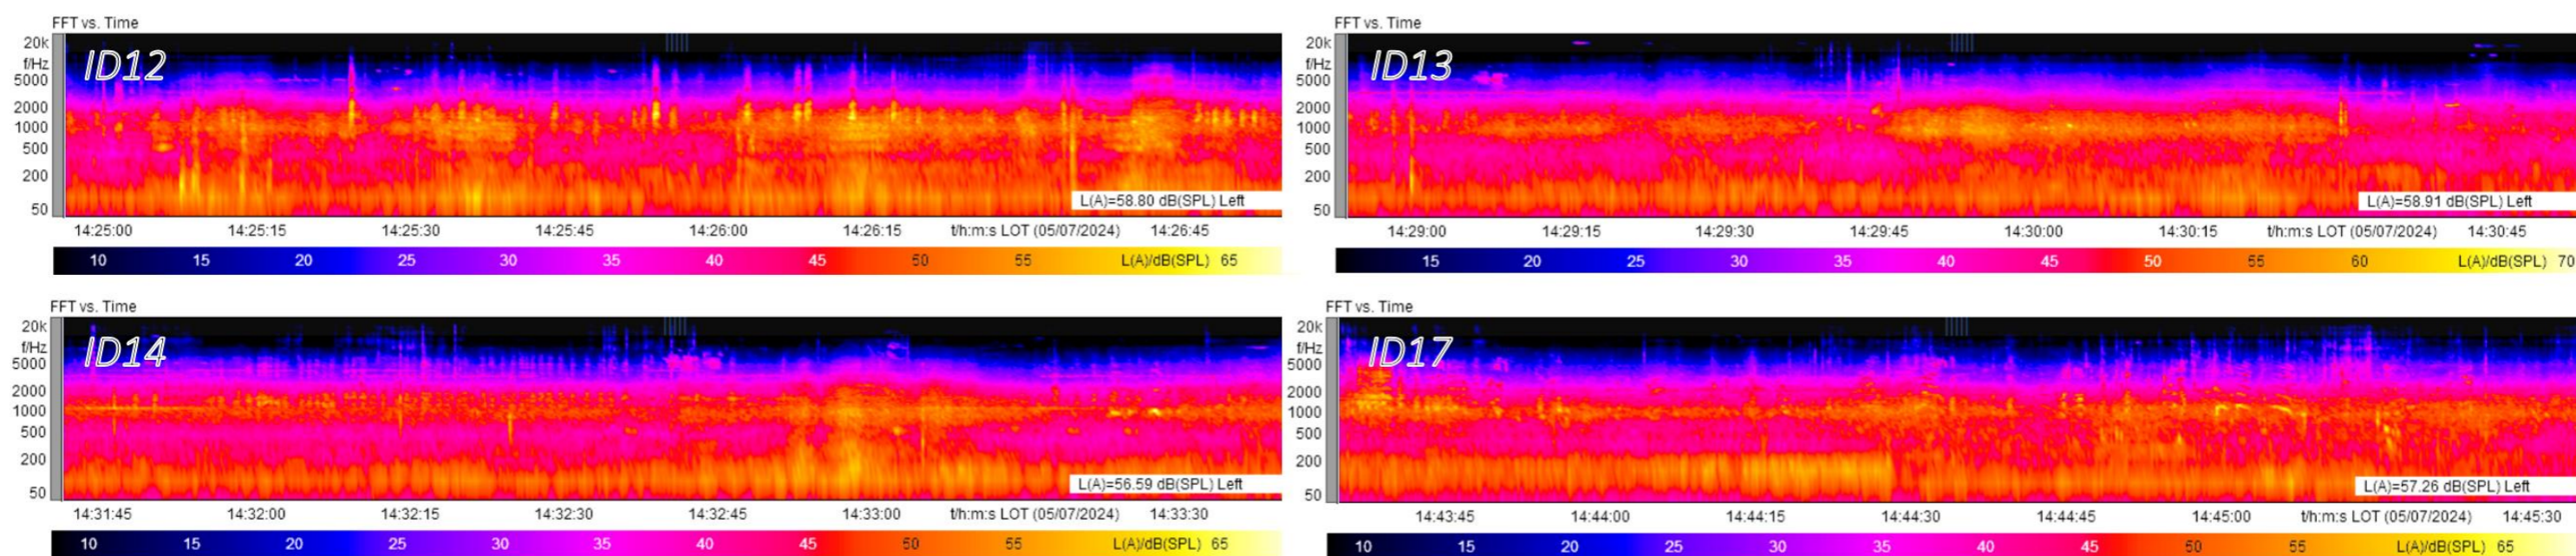 FFT vs. Time
ID12
20k
f/Hz
5000
2000
1000
500
200
50
L(A)=58.80 dB(SPL) Left
14:25:00 14:25:15 14:25:30 14:25:45 14:26:00 14:26:15 t/h:m:s LOT (05/07/2024) 14:26:45
10 15 20 25 30 35 40 45 50 55 L(A)/dB(SPL) 65
FFT vs. Time
ID13
20k
f/Hz
5000
2000
1000
500
200
50
L(A)=58.91 dB(SPL) Left
14:29:00 14:29:15 14:29:30 14:29:45 14:30:00 14:30:15 t/h:m:s LOT (05/07/2024) 14:30:45
15 20 25 30 35 40 45 50 55 60 L(A)/dB(SPL) 70
FFT vs. Time
ID14
20k
f/Hz
5000
2000
1000
500
200
50
L(A)=56.59 dB(SPL) Left
14:31:45 14:32:00 14:32:15 14:32:30 14:32:45 14:33:00 t/h:m:s LOT (05/07/2024) 14:33:30
10 15 20 25 30 35 40 45 50 55 L(A)/dB(SPL) 65
FFT vs. Time
ID17
20k
f/Hz
5000
2000
1000
500
200
50
L(A)=57.26 dB(SPL) Left
14:43:45 14:44:00 14:44:15 14:44:30 14:44:45 14:45:00 t/h:m:s LOT (05/07/2024) 14:45:30
10 15 20 25 30 35 40 45 50 55 L(A)/dB(SPL) 65